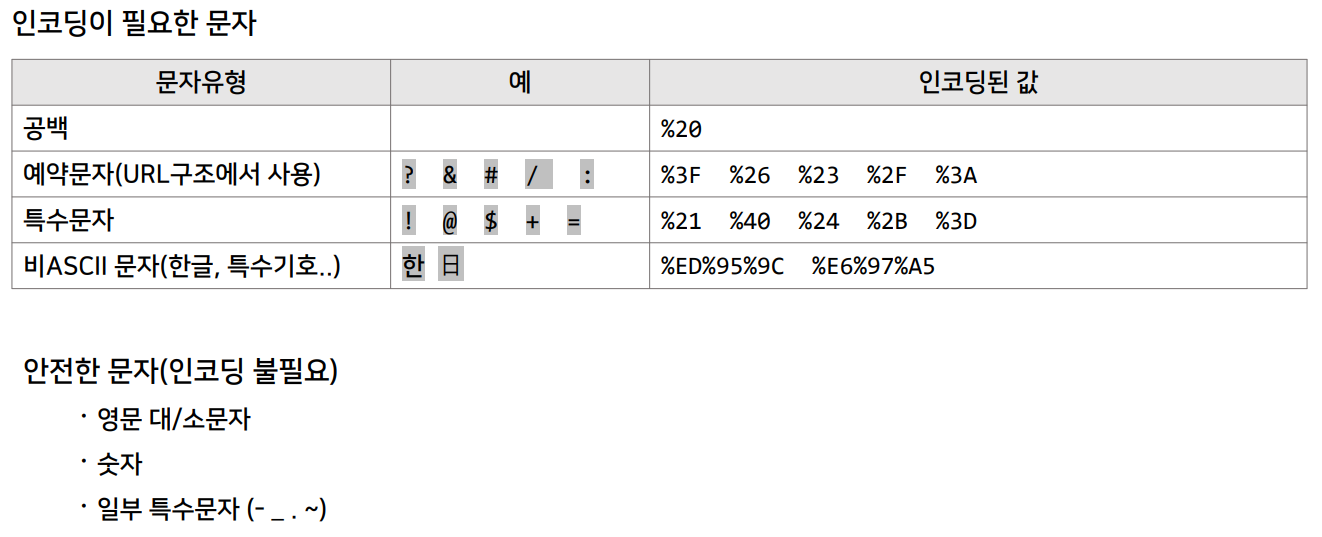 인코딩이 필요한 문자
문자유형 예 인코딩된 값
공백 %20
예약문자(URL구조에서 사용) ? & # / : %3F %26 %23 %2F %3A
특수문자 ! @ $ + = %21 %40 %24 %2B %3D
비ASCII 문자(한글, 특수기호..) 한 日 %ED%95%9C %E6%97%A5
안전한 문자(인코딩 불필요)
· 영문 대/소문자
· 숫자
· 일부 특수문자 (- _ . ~)